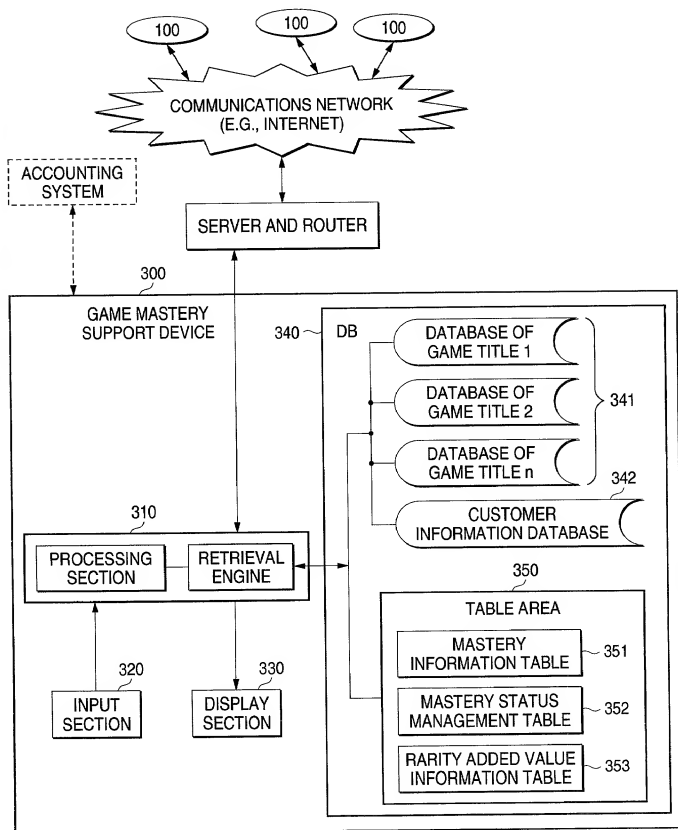 100
100
100
COMMUNICATIONS NETWORK
(E.G., INTERNET)
ACCOUNTING
SYSTEM
SERVER AND ROUTER
300
GAME MASTERY
SUPPORT DEVICE
340
DB
DATABASE OF
GAME TITLE 1
DATABASE OF
GAME TITLE 2
341
DATABASE OF
GAME TITLE n
342
CUSTOMER
INFORMATION DATABASE
310
PROCESSING
SECTION
RETRIEVAL
ENGINE
350
TABLE AREA
MASTERY
INFORMATION TABLE
351
320
INPUT
SECTION
330
DISPLAY
SECTION
MASTERY STATUS
MANAGEMENT TABLE
352
RARITY ADDED VALUE
INFORMATION TABLE
353